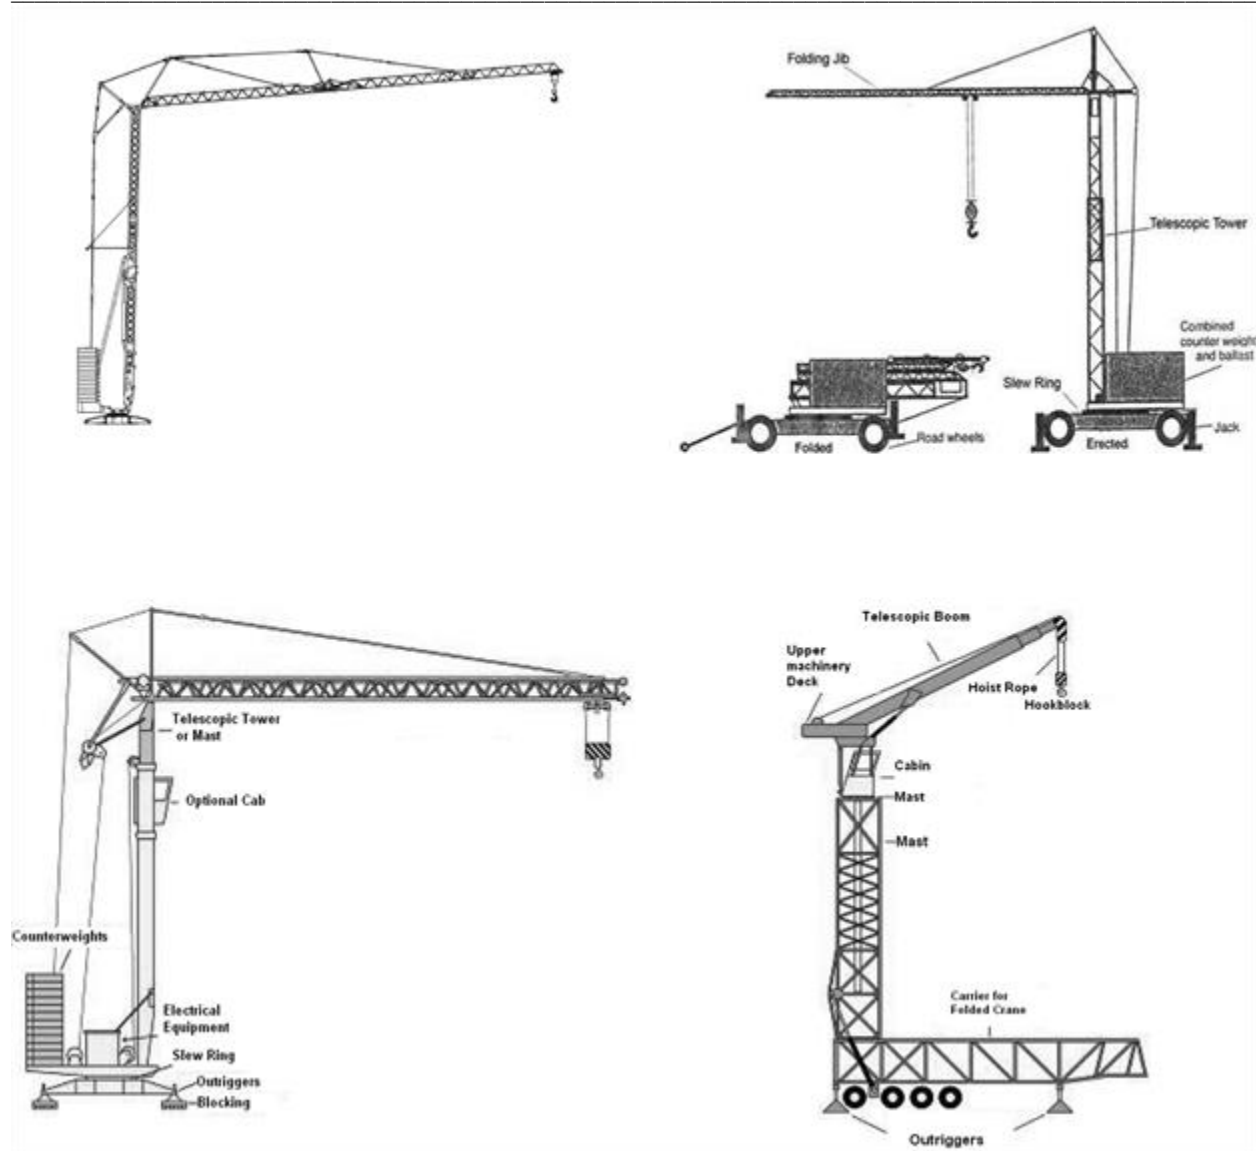 Folding Jib
Telescopic Tower
Combined
counter weight
and ballast
Slew Ring
Jack
Road wheels
Folded
Erected
Telescopic Boom
Upper
machinery
Deck
Hoist Rope
Hookblock
Telescopic Tower
or Mast
Cabin
Optional Cab
Mast
Mast
Counterweights
Carrier for
Folded Crane
Electrical
Equipment
Slew Ring
Outriggers
Blocking
Outriggers